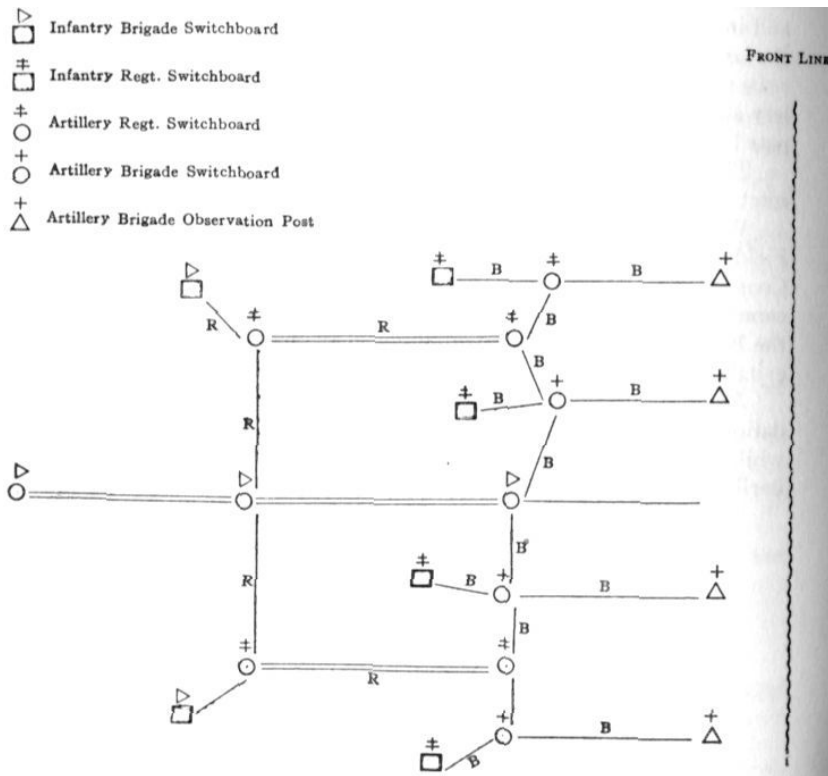 Infantry Brigade Switchboard
FRONT LINE
Infantry Regt. Switchboard
Artillery Regt. Switchboard
Artillery Brigade Switchboard
Artillery Brigade Observation Post
B
B
R
R
B
B
B
B
R
B
B
B
B
R
B
R
B
B